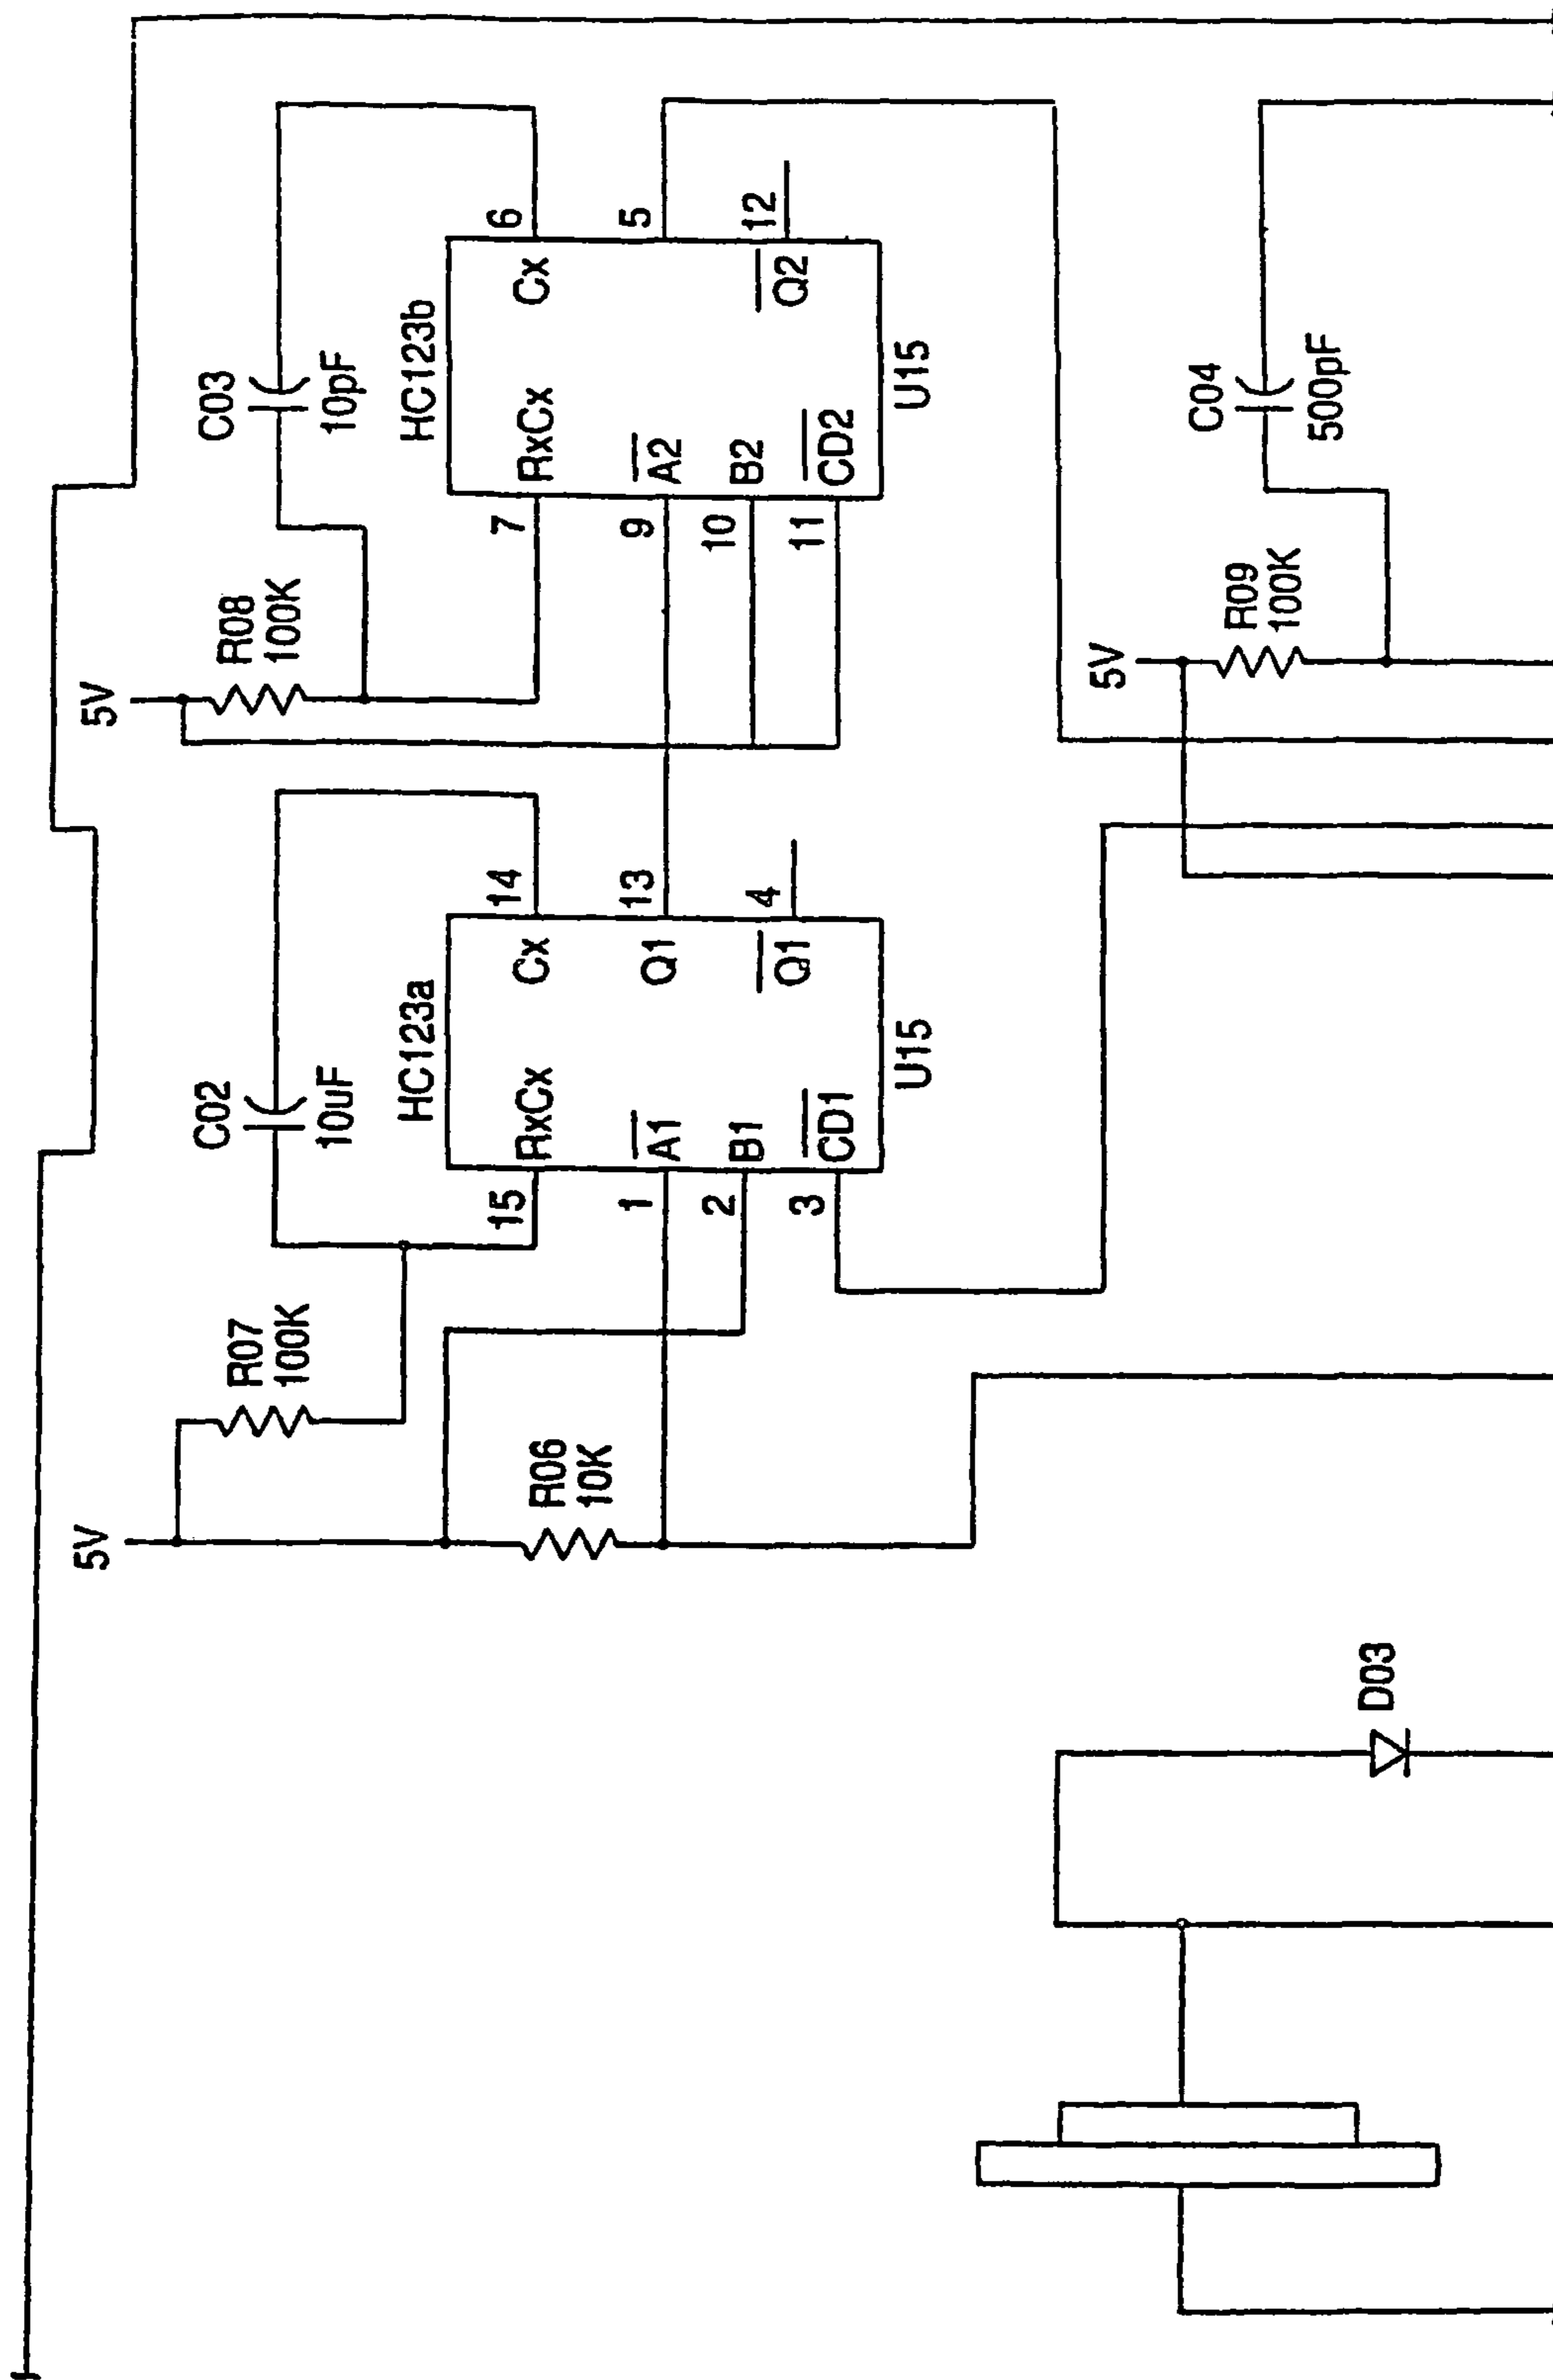 5V
R07
100K
C02
10uF
HC123a
15
RxCx
Cx
14
1
A1
Q1
13
2
B1
3
CD1
Q1
4
U15
R06
10K
5V
R08
100K
C03
10pF
HC123b
7
RxCx
Cx
6
9
A2
5
10
B2
11
CD2
Q2
12
U15
5V
R09
100K
C04
500pF
D03